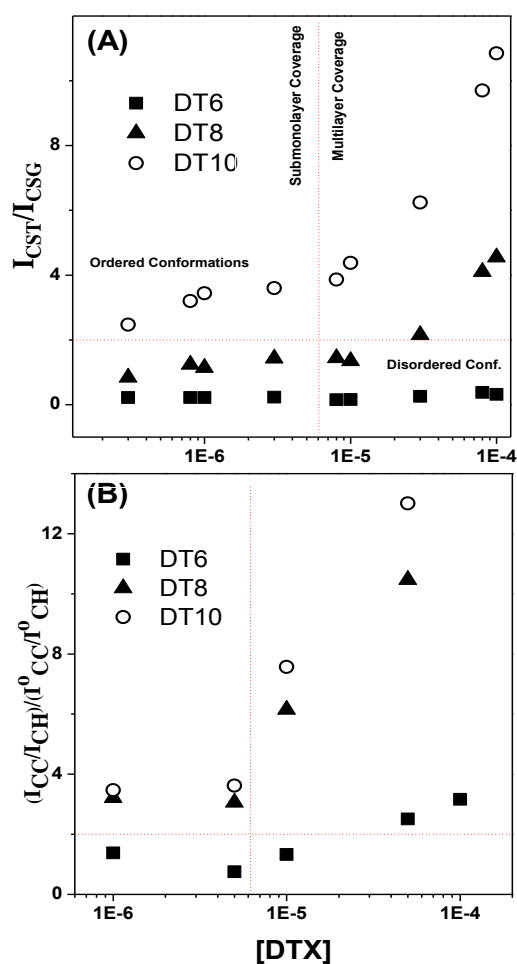 (A)
DT6
DT8
DT10
Submonolayer Coverage
Multilayer Coverage
Ordered Conformations
Disordered Conf.
I_CST/I_CSG
8
4
0
1E-6
1E-5
1E-4
(B)
DT6
DT8
DT10
(I_CC/I_CH)/(I^o_CC/I^o_CH)
12
8
4
0
1E-6
1E-5
1E-4
[DTX]